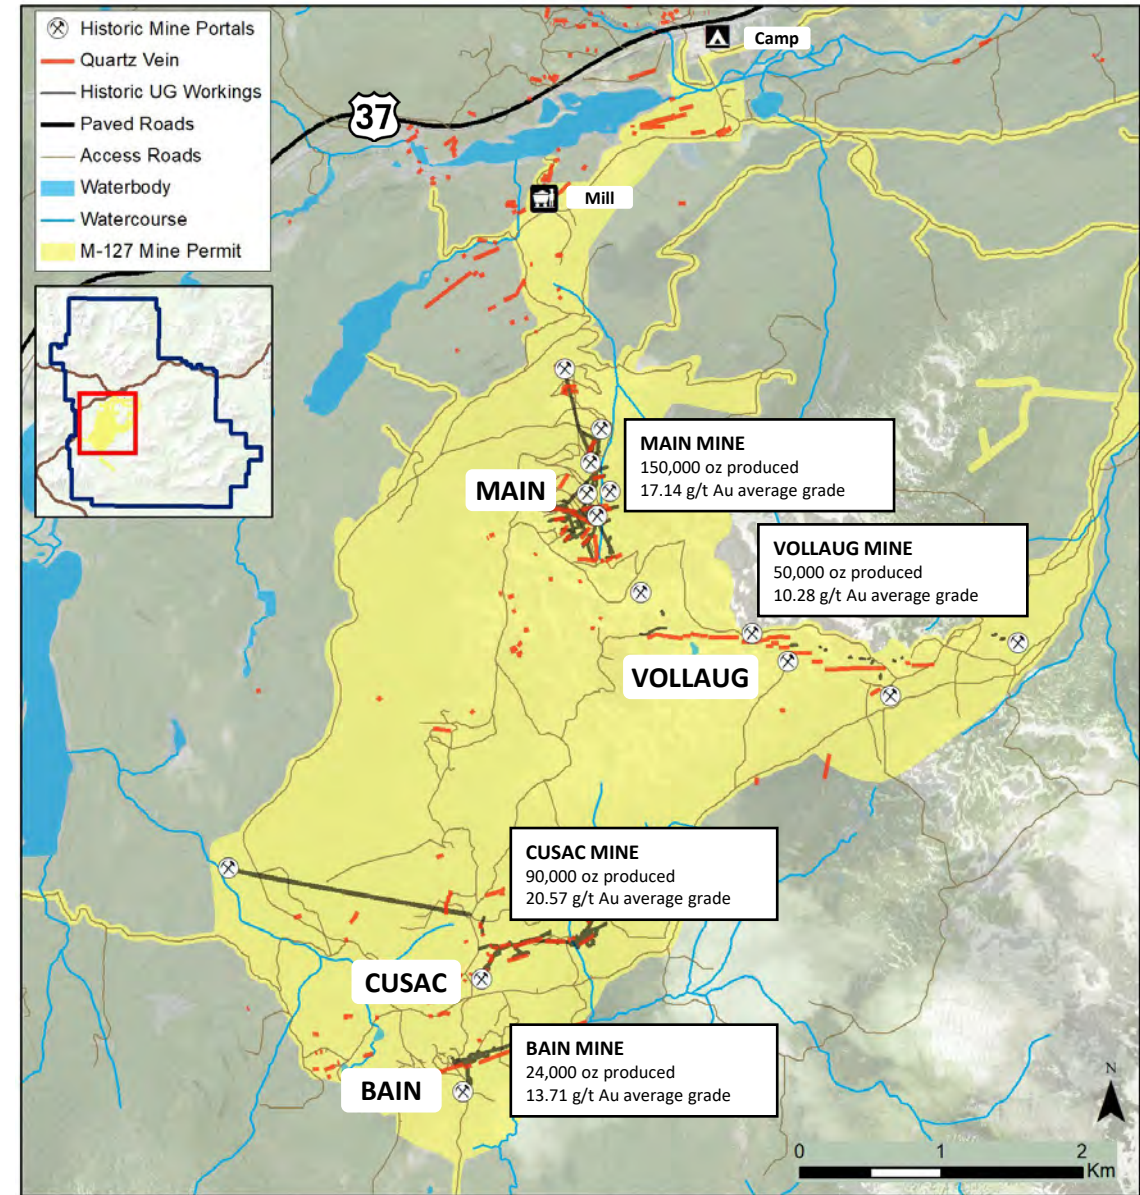 Historic Mine Portals
Quartz Vein
Historic UG Workings
Paved Roads
Access Roads
Waterbody
Watercourse
M-127 Mine Permit
Camp
37
Mill
MAIN MINE
150,000 oz produced
17.14 g/t Au average grade
MAIN
VOLLAUG MINE
50,000 oz produced
10.28 g/t Au average grade
VOLLAUG
CUSAC MINE
90,000 oz produced
20.57 g/t Au average grade
CUSAC
BAIN MINE
24,000 oz produced
13.71 g/t Au average grade
BAIN
N
0 1 2
Km